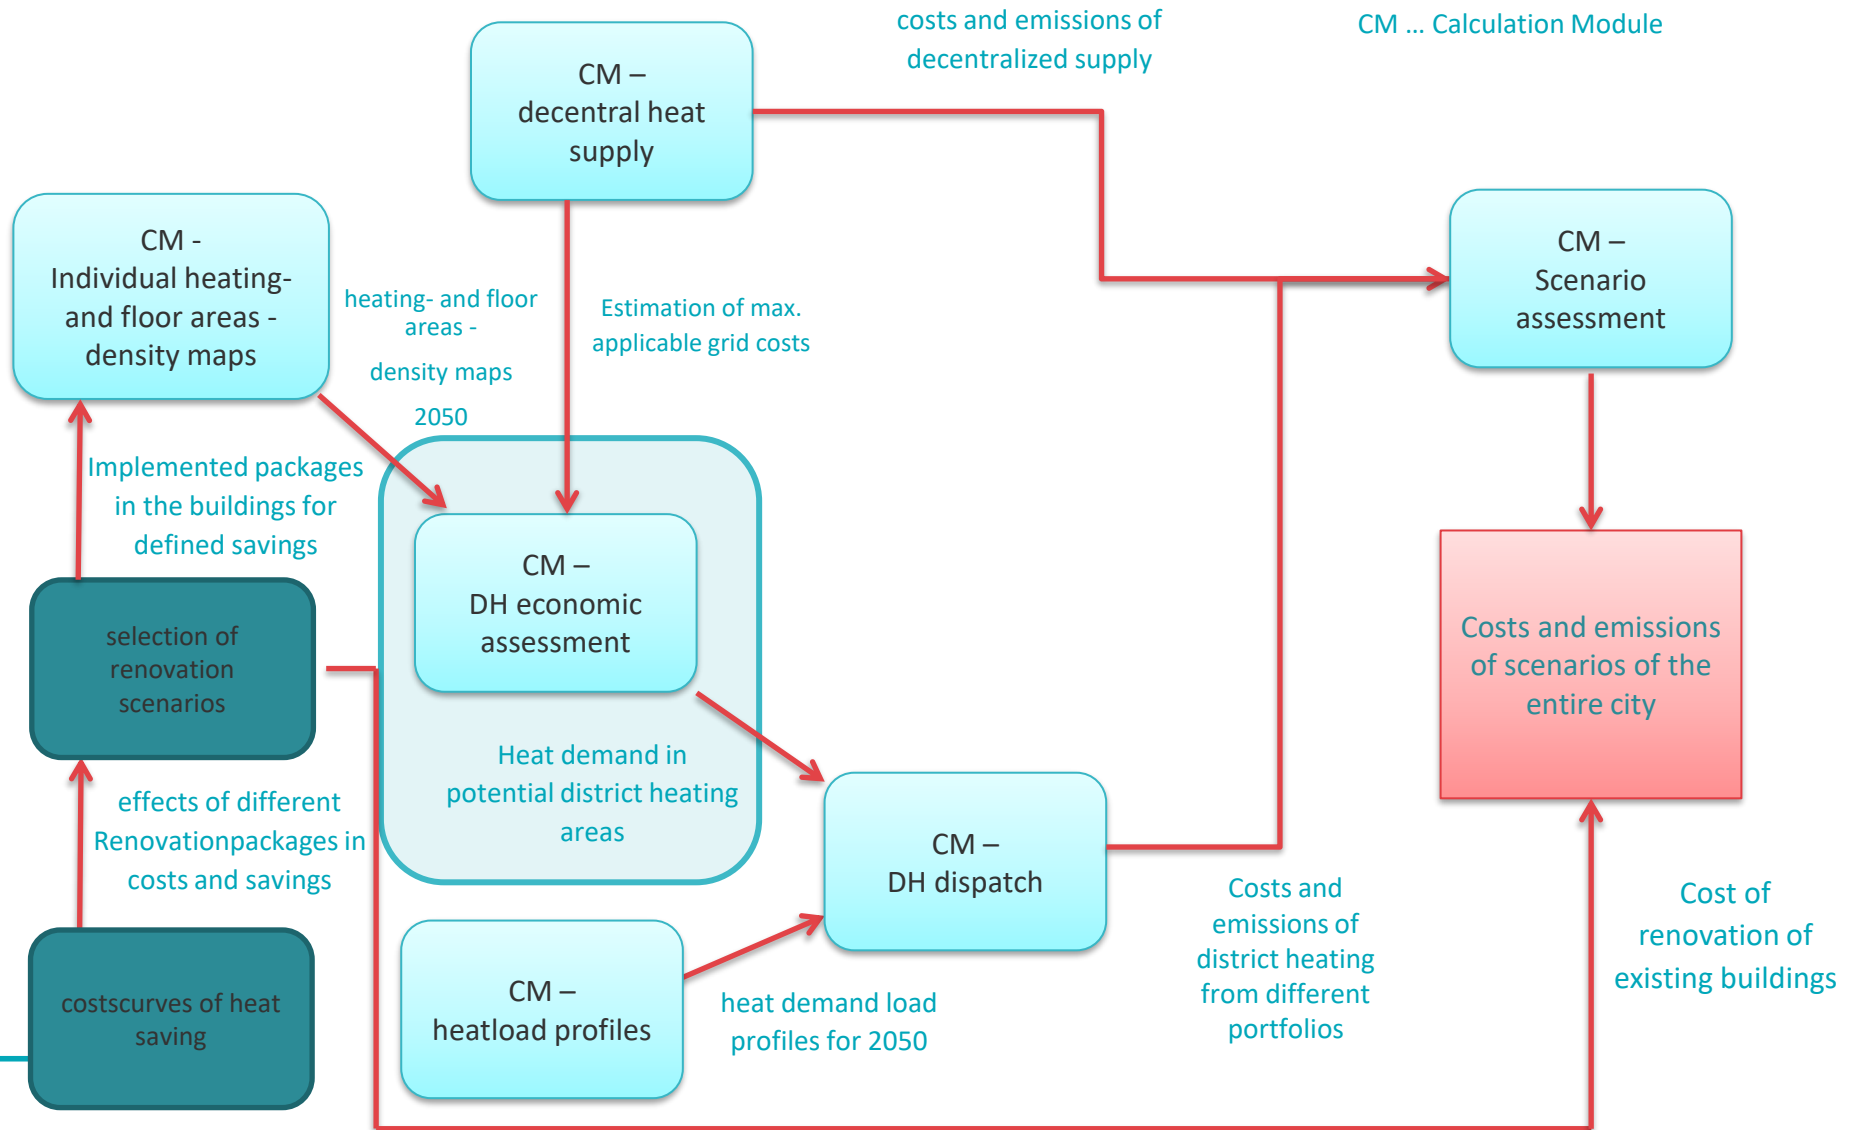 costs and emissions of
decentralized supply
CM ... Calculation Module
CM –
decentral heat
supply
CM -
Individual heating-
and floor areas -
density maps
heating- and floor
areas -
density maps
2050
Estimation of max.
applicable grid costs
CM –
Scenario
assessment
Implemented packages
in the buildings for
defined savings
CM –
DH economic
assessment
selection of
renovation
scenarios
Costs and emissions
of scenarios of the
entire city
Heat demand in
potential district heating
areas
effects of different
Renovationpackages in
costs and savings
CM –
DH dispatch
Costs and
emissions of
district heating
from different
portfolios
Cost of
renovation of
existing buildings
costscurves of heat
saving
CM –
heatload profiles
heat demand load
profiles for 2050